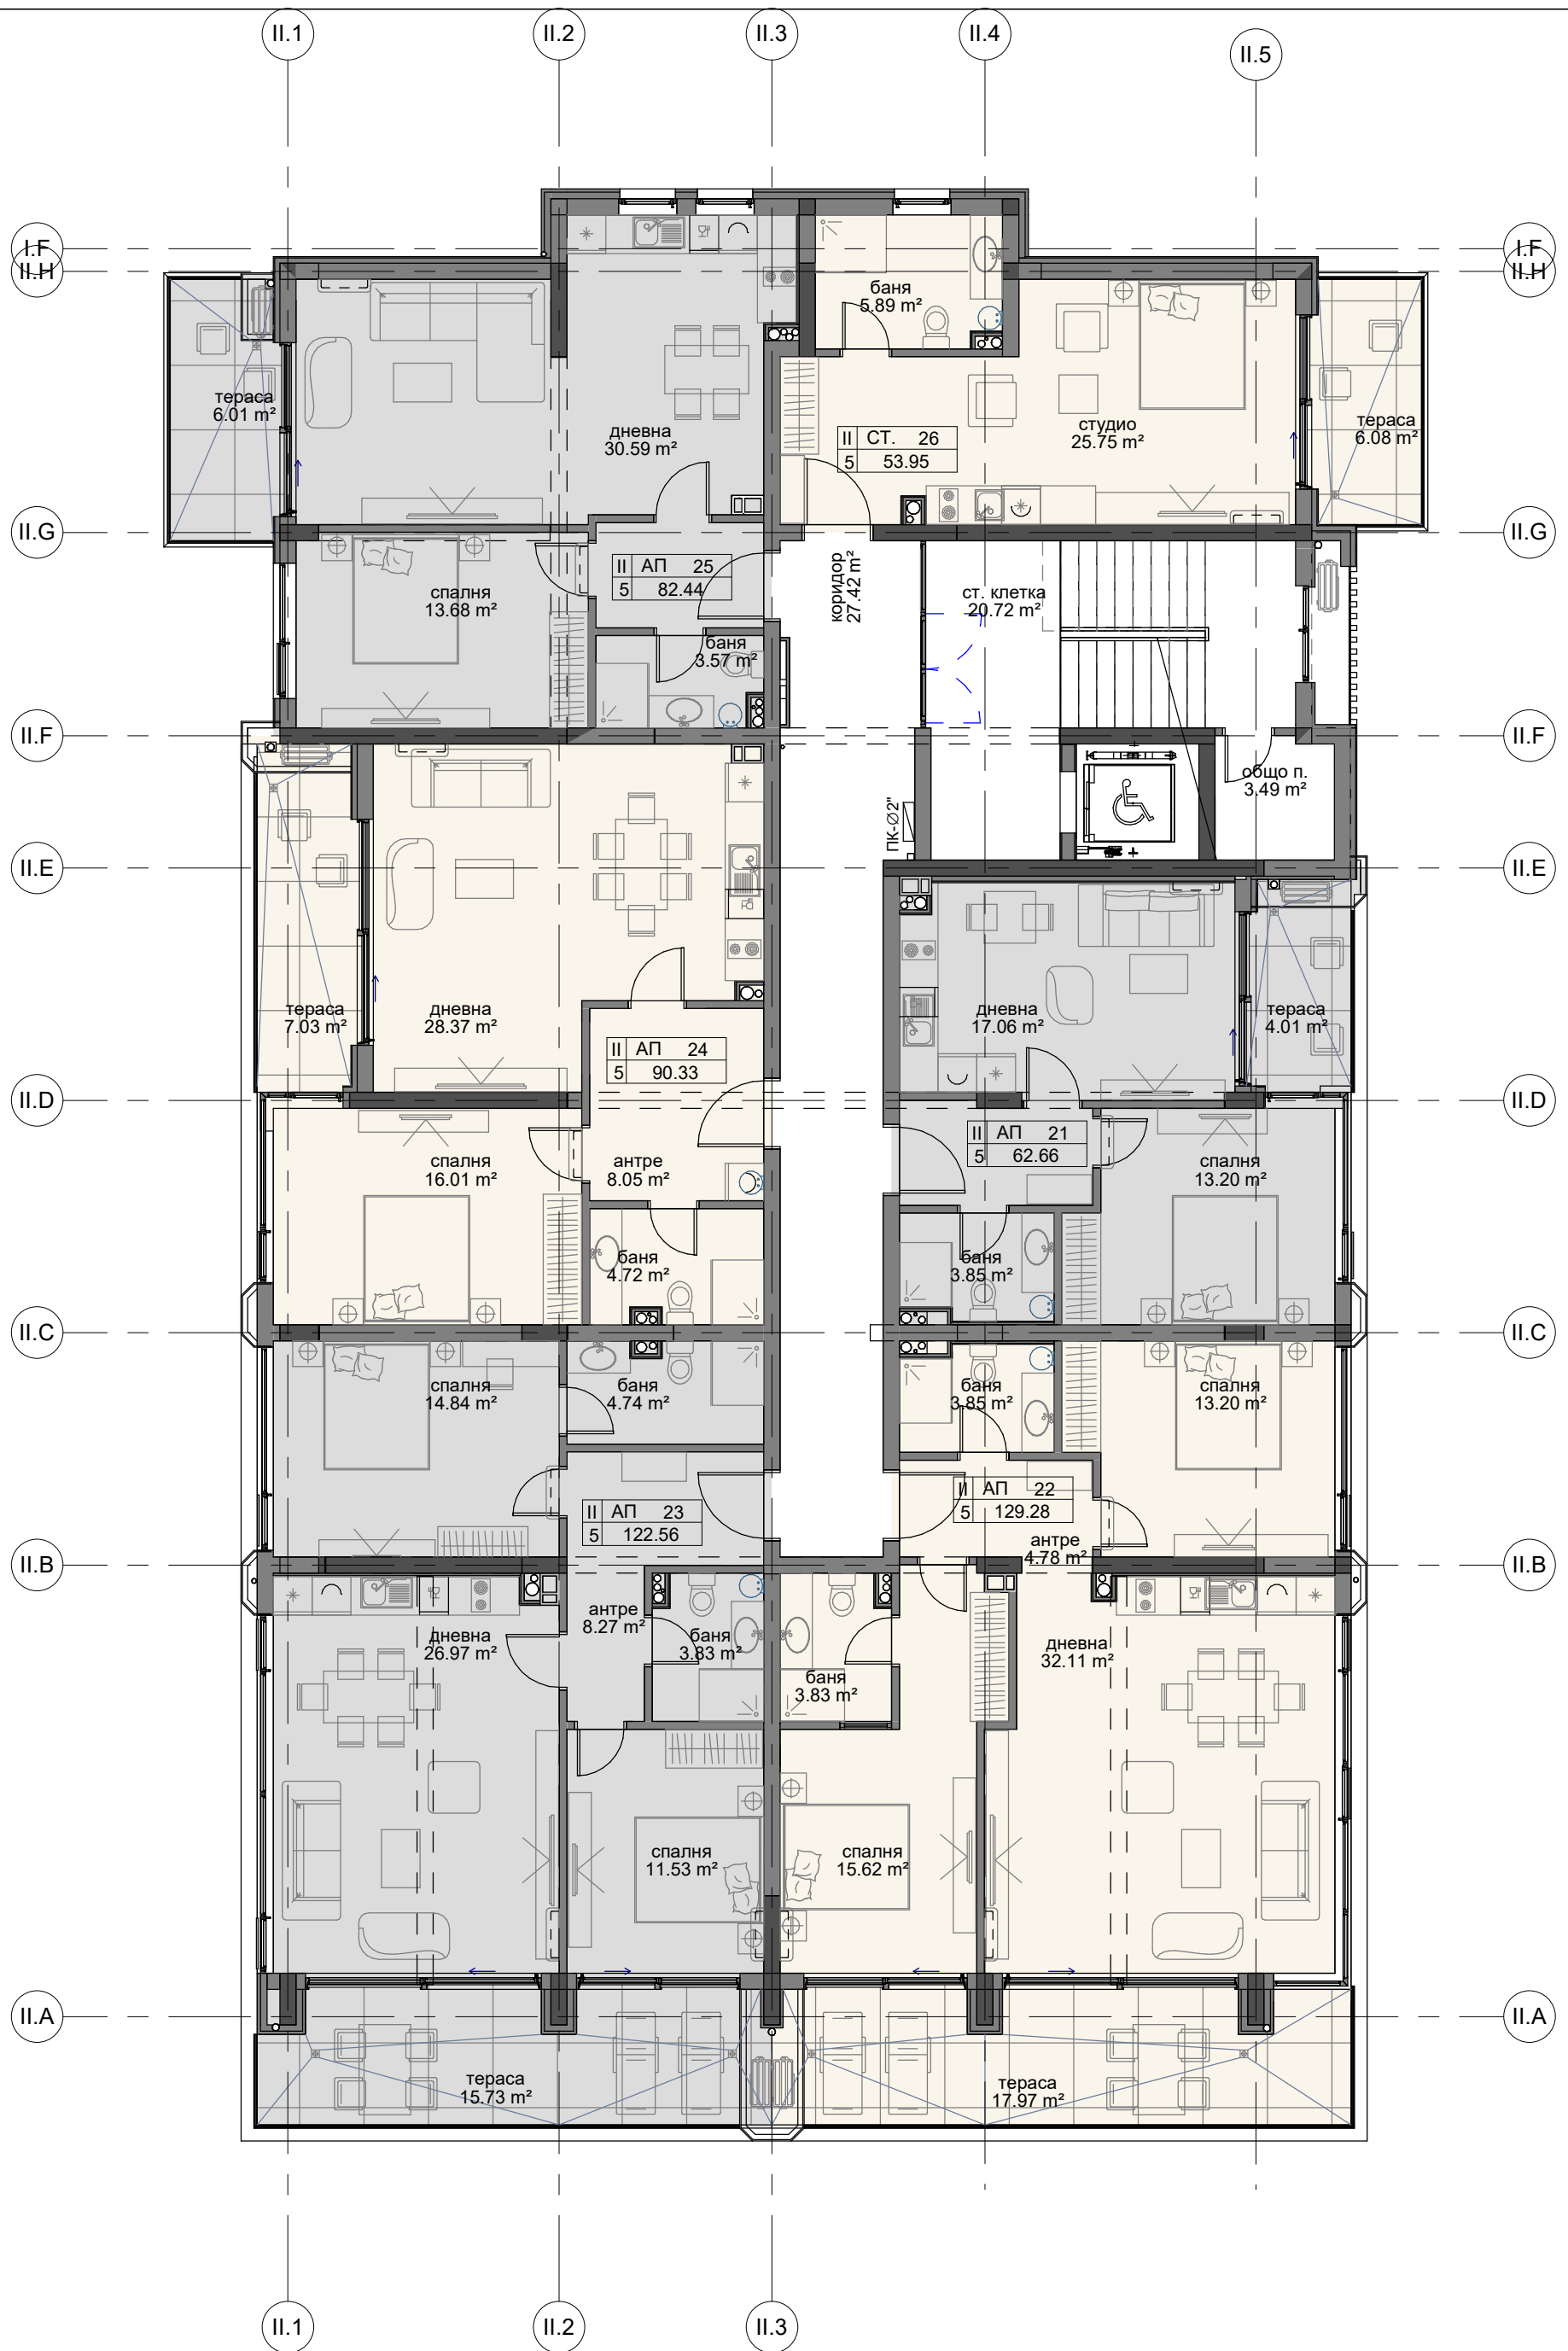 II.1
II.2
II.3
II.4
II.5
I.F
I.F
II.H
II.H
баня
5.89 m²
тераса
6.01 m²
дневна
30.59 m²
II СТ. 26
5 53.95
студио
25.75 m²
тераса
6.08 m²
II.G
II.G
спалня
13.68 m²
II АП 25
5 82.44
коридор
27.42 m²
ст. клетка
20.72 m²
баня
3.57 m²
II.F
II.F
общо п.
3.49 m²
ПК-Ø2"
II.E
II.E
тераса
7.03 m²
дневна
28.37 m²
дневна
17.06 m²
тераса
4.01 m²
II АП 24
5 90.33
II.D
II.D
II АП 21
5 62.66
спалня
16.01 m²
антре
8.05 m²
спалня
13.20 m²
баня
4.72 m²
баня
3.85 m²
II.C
II.C
спалня
14.84 m²
баня
4.74 m²
баня
3.85 m²
спалня
13.20 m²
II АП 23
5 122.56
II АП 22
5 129.28
антре
4.78 m²
II.B
II.B
антре
8.27 m²
дневна
26.97 m²
баня
3.83 m²
дневна
32.11 m²
баня
3.83 m²
спалня
11.53 m²
спалня
15.62 m²
II.A
II.A
тераса
15.73 m²
тераса
17.97 m²
II.1
II.2
II.3